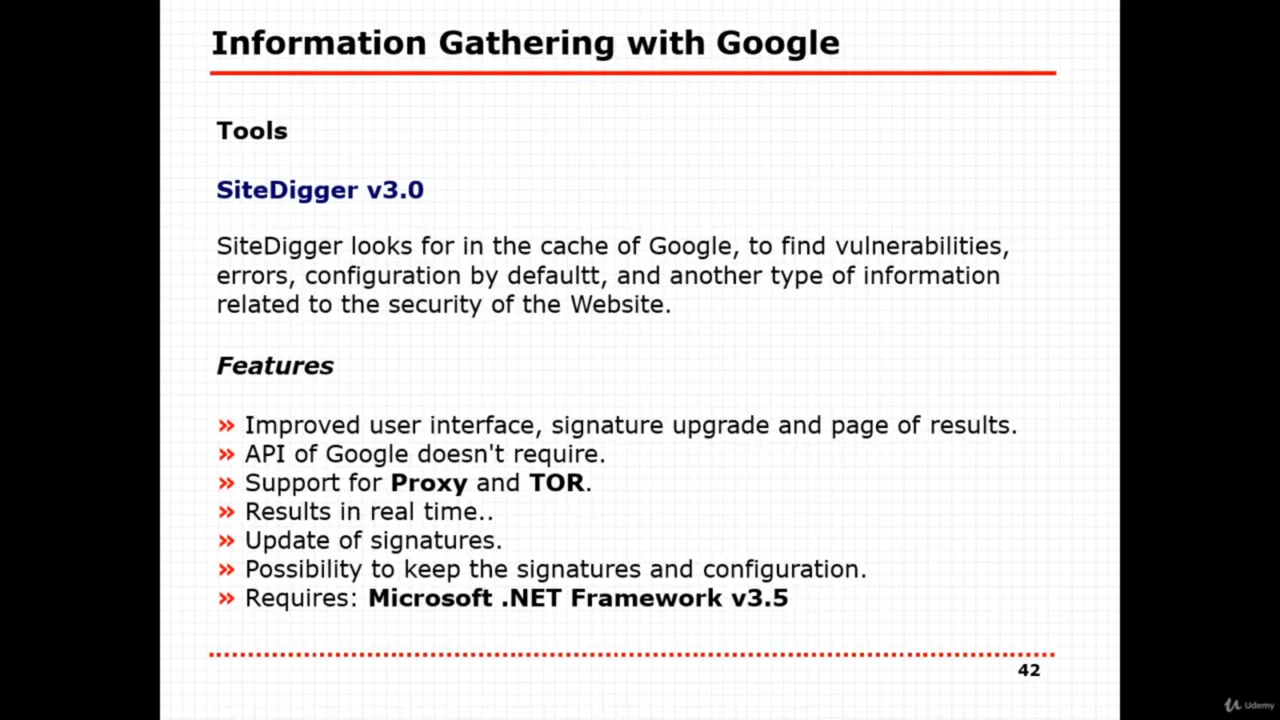 Information Gathering with Google
Tools
SiteDigger v3.0
SiteDigger looks for in the cache of Google, to find vulnerabilities,
errors, configuration by defaultt, and another type of information
related to the security of the Website.
Features
» Improved user interface, signature upgrade and page of results.
» API of Google doesn't require.
» Support for Proxy and TOR.
» Results in real time..
» Update of signatures.
» Possibility to keep the signatures and configuration.
» Requires: Microsoft .NET Framework v3.5
42
Udemy